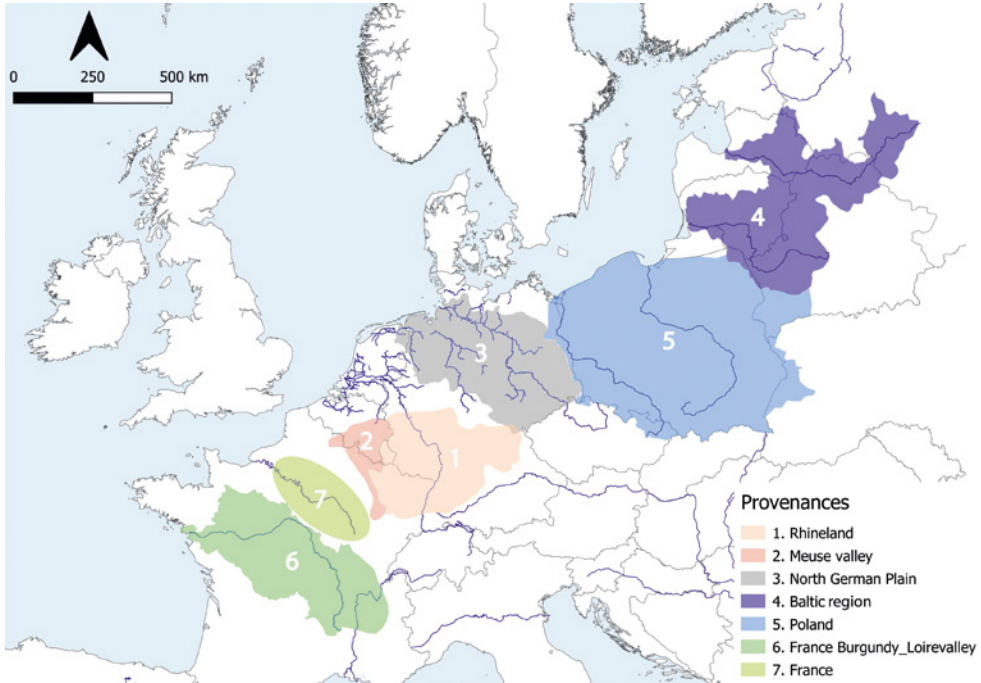 0 250 500 km
4
5
3
2
1
7
6
Provenances
1. Rhineland
2. Meuse valley
3. North German Plain
4. Baltic region
5. Poland
6. France Burgundy_Loirevalley
7. France